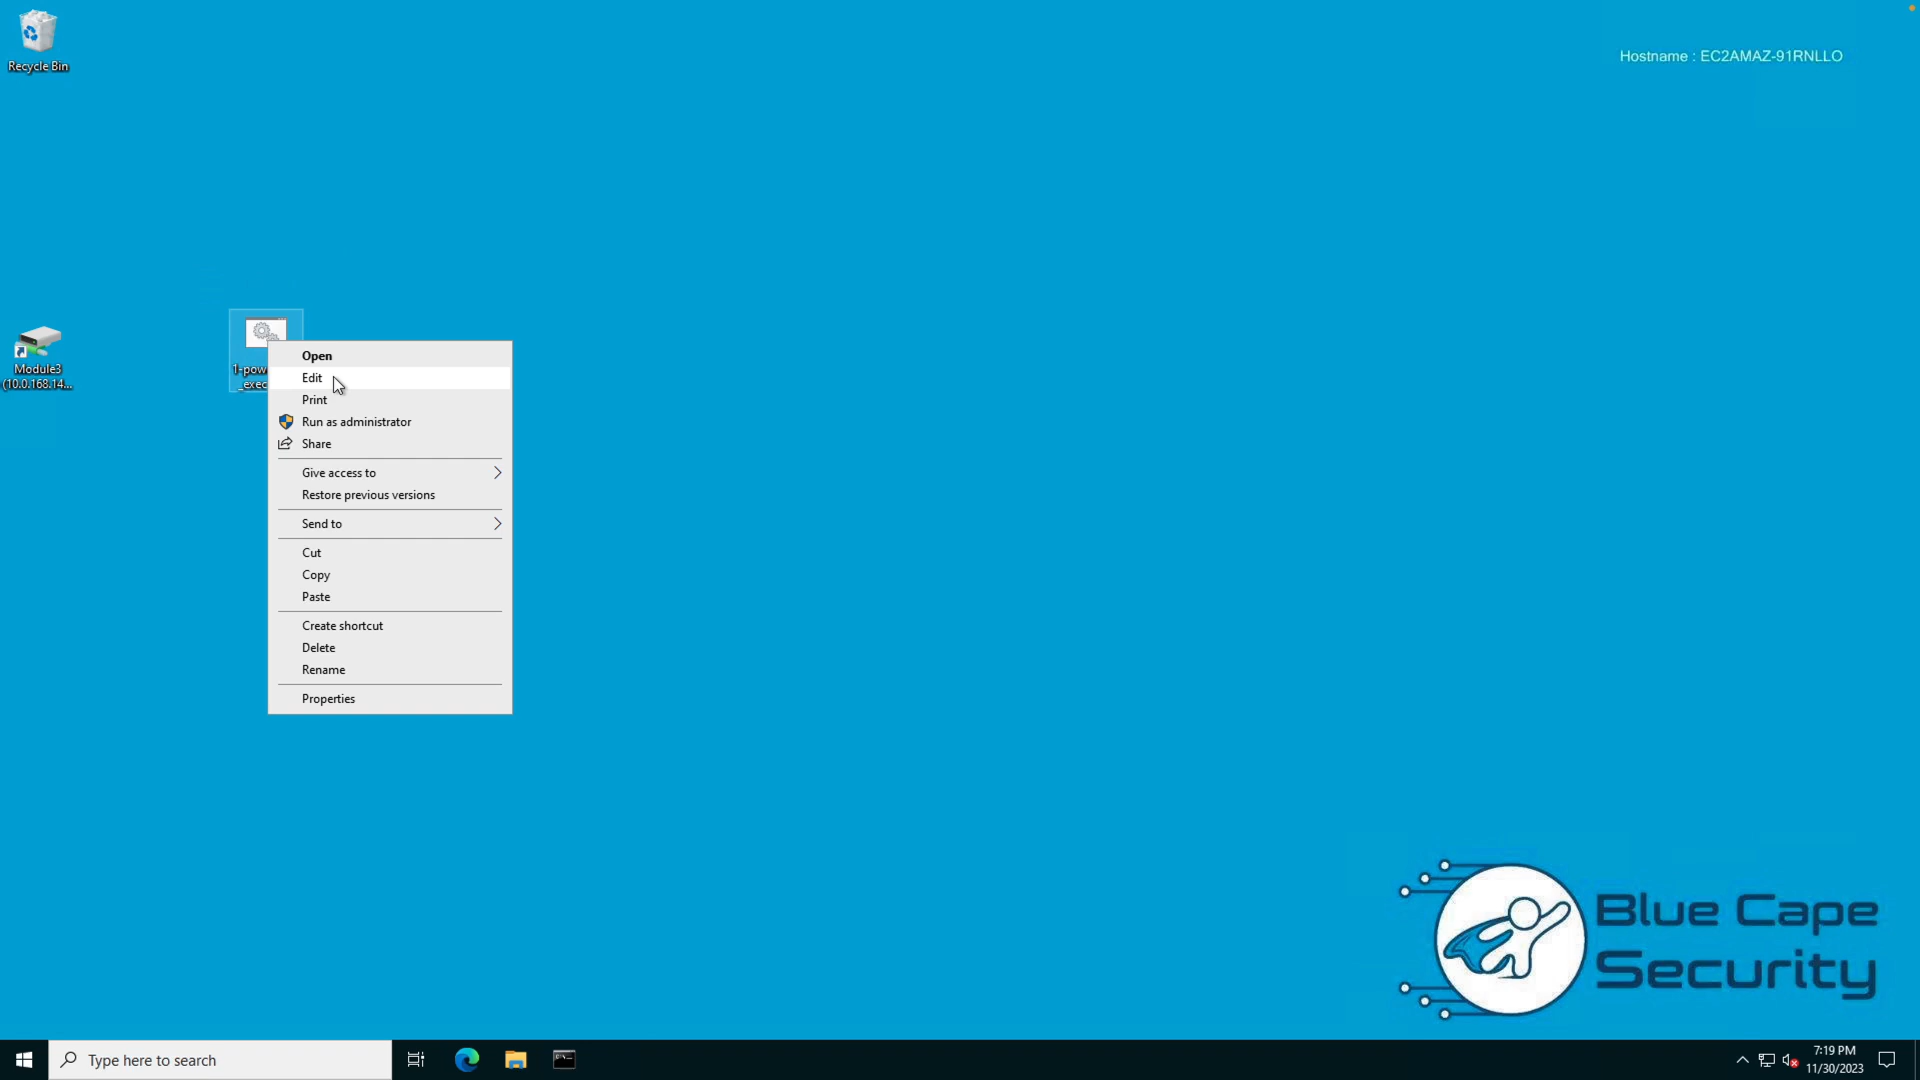 Recycle Bin
Hostname : EC2AMAZ-91RNLLO
Module3
(10.0.168.14...
1-pow
_exec
Open
Edit
Print
Run as administrator
Share
Give access to
Restore previous versions
Send to
Cut
Copy
Paste
Create shortcut
Delete
Rename
Properties
Blue Cape
Security
Type here to search
7:19 PM
11/30/2023